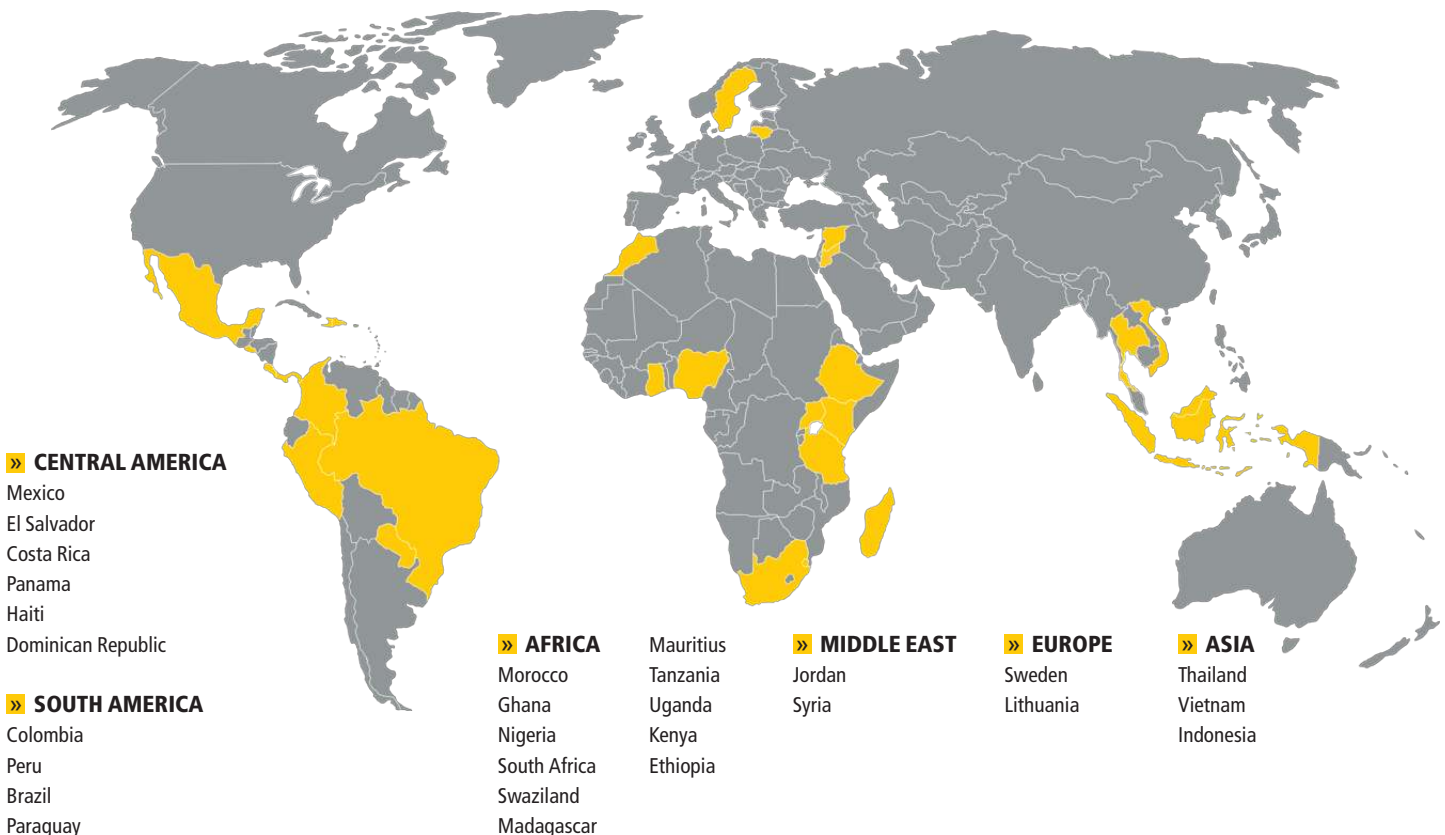 » CENTRAL AMERICA
Mexico
El Salvador
Costa Rica
Panama
Haiti
Dominican Republic
» SOUTH AMERICA
Colombia
Peru
Brazil
Paraguay
» AFRICA
Morocco
Ghana
Nigeria
South Africa
Swaziland
Madagascar
Mauritius
Tanzania
Uganda
Kenya
Ethiopia
» MIDDLE EAST
Jordan
Syria
» EUROPE
Sweden
Lithuania
» ASIA
Thailand
Vietnam
Indonesia